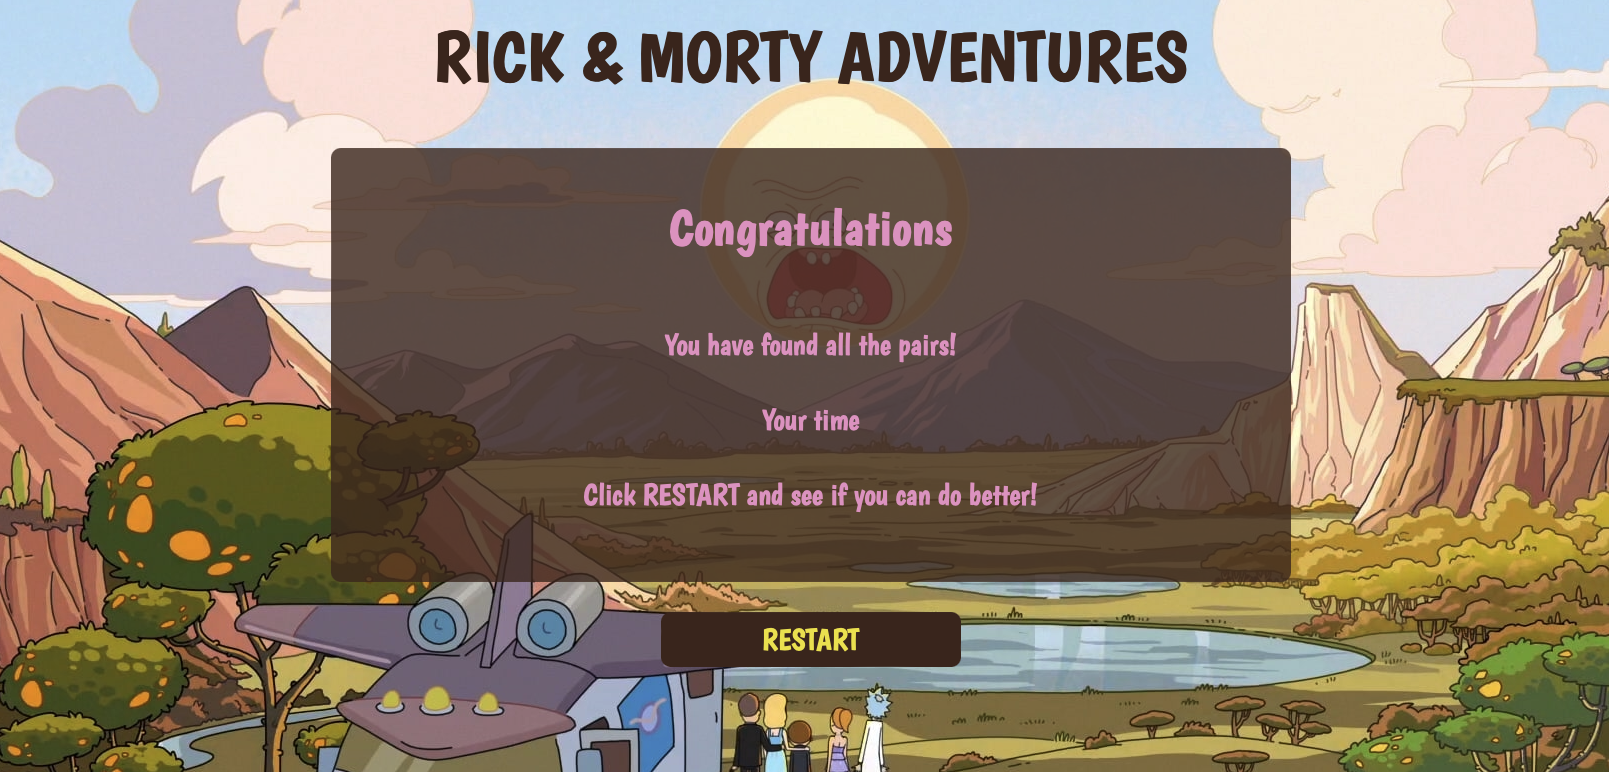 RICK & MORTY ADVENTURES
Congratulations
You have found all the pairs!
Your time
Click RESTART and see if you can do better!
RESTART